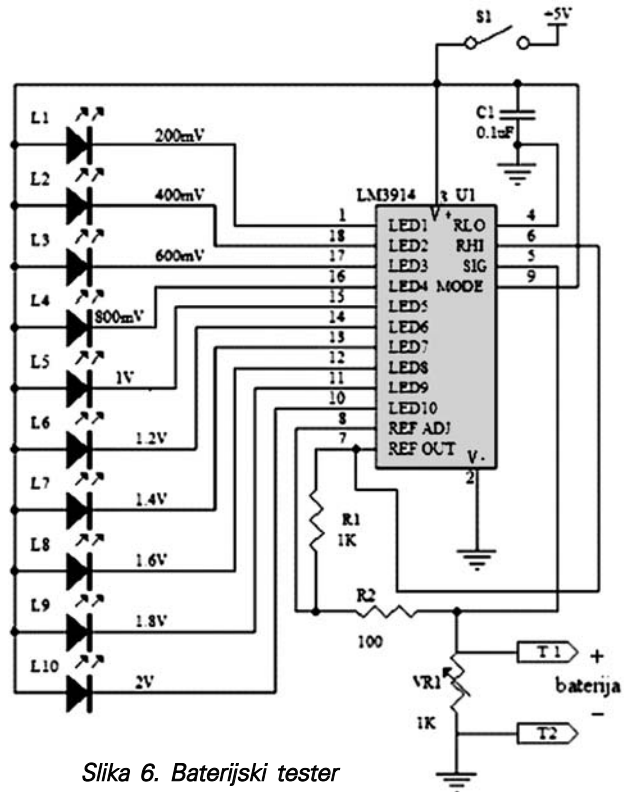 S1
+5V
C1
0.1uF
L1
200mV
L2
400mV
L3
600mV
L4
800mV
L5
1V
L6
1.2V
L7
1.4V
L8
1.6V
L9
1.8V
L10
2V
LM3914
3
U1
V+
1 LED1 RLO 4
18 LED2 RHI 6
17 LED3 SIG 5
16 LED4 MODE 9
15 LED5
14 LED6
13 LED7
12 LED8
11 LED9
10 LED10
8 REF ADJ
7 REF OUT
V-
2
R1
1K
R2
100
VR1
1K
T1
+
baterija
-
T2
Slika 6. Baterijski tester